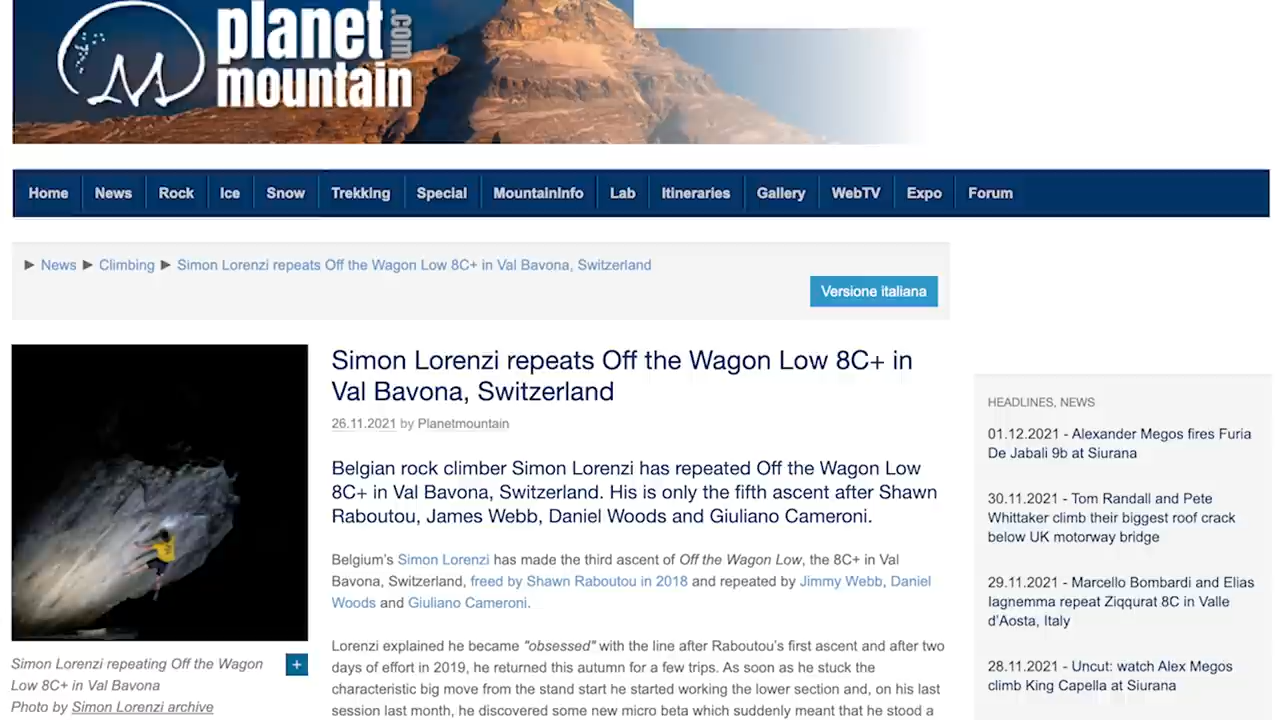 planet
.com
mountain
Home
News
Rock
Ice
Snow
Trekking
Special
MountainInfo
Lab
Itineraries
Gallery
WebTV
Expo
Forum
News
Climbing
Simon Lorenzi repeats Off the Wagon Low 8C+ in Val Bavona, Switzerland
Versione italiana
Simon Lorenzi repeats Off the Wagon Low 8C+ in
Val Bavona, Switzerland
26.11.2021 by Planetmountain
Belgian rock climber Simon Lorenzi has repeated Off the Wagon Low
8C+ in Val Bavona, Switzerland. His is only the fifth ascent after Shawn
Raboutou, James Webb, Daniel Woods and Giuliano Cameroni.
Belgium's Simon Lorenzi has made the third ascent of Off the Wagon Low, the 8C+ in Val
Bavona, Switzerland, freed by Shawn Raboutou in 2018 and repeated by Jimmy Webb, Daniel
Woods and Giuliano Cameroni.
Lorenzi explained he became "obsessed" with the line after Raboutou's first ascent and after two
days of effort in 2019, he returned this autumn for a few trips. As soon as he stuck the
characteristic big move from the stand start he started working the lower section and, on his last
session last month, he discovered some new micro beta which suddenly meant that he stood a
Simon Lorenzi repeating Off the Wagon
Low 8C+ in Val Bavona
Photo by Simon Lorenzi archive
+
HEADLINES, NEWS
01.12.2021 - Alexander Megos fires Furia
De Jabali 9b at Siurana
30.11.2021 - Tom Randall and Pete
Whittaker climb their biggest roof crack
below UK motorway bridge
29.11.2021 - Marcello Bombardi and Elias
Iagnemma repeat Ziqqurat 8C in Valle
d'Aosta, Italy
28.11.2021 - Uncut: watch Alex Megos
climb King Capella at Siurana